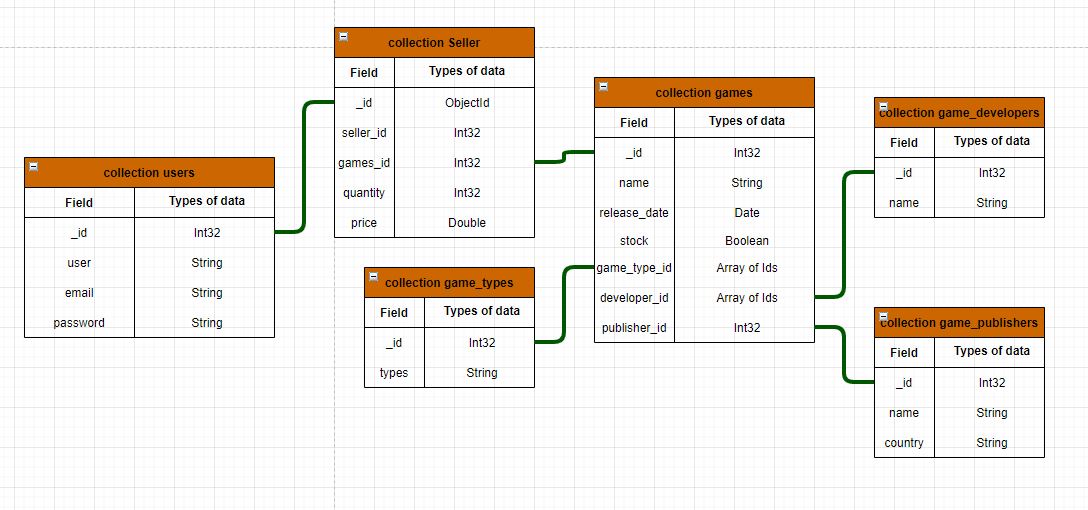 collection Seller
Field Types of data
_id ObjectId
seller_id Int32
games_id Int32
quantity Int32
price Double
collection users
Field Types of data
_id Int32
user String
email String
password String
collection game_types
Field Types of data
_id Int32
types String
collection games
Field Types of data
_id Int32
name String
release_date Date
stock Boolean
game_type_id Array of Ids
developer_id Array of Ids
publisher_id Int32
collection game_developers
Field Types of data
_id Int32
name String
collection game_publishers
Field Types of data
_id Int32
name String
country String